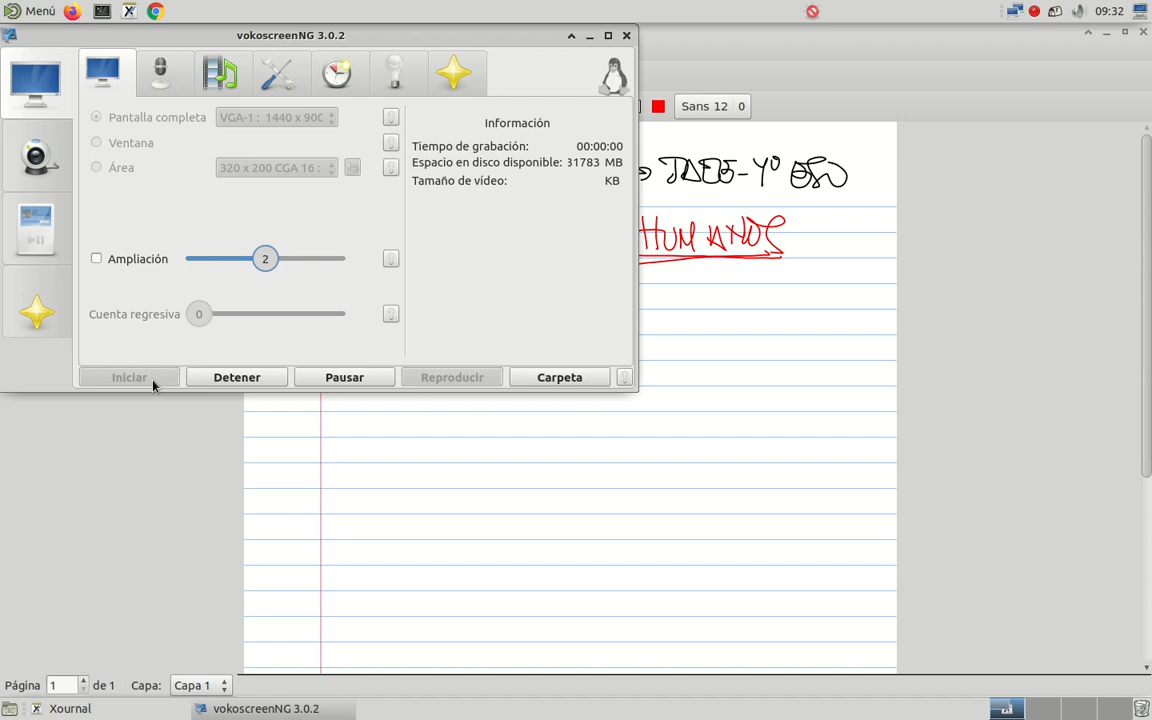 Menú 09:32
vokoscreenNG 3.0.2
Pantalla completa VGA-1 : 1440 x 900
Ventana
Área 320 x 200 CGA 16 :
Ampliación 2
Cuenta regresiva 0
Información
Tiempo de grabación: 00:00:00
Espacio en disco disponible: 31783 MB
Tamaño de vídeo: KB
Iniciar Detener Pausar Reproducir Carpeta
Sans 12 0
4º ESO
HUMANOS
Página 1 de 1 Capa: Capa 1
Xournal vokoscreenNG 3.0.2